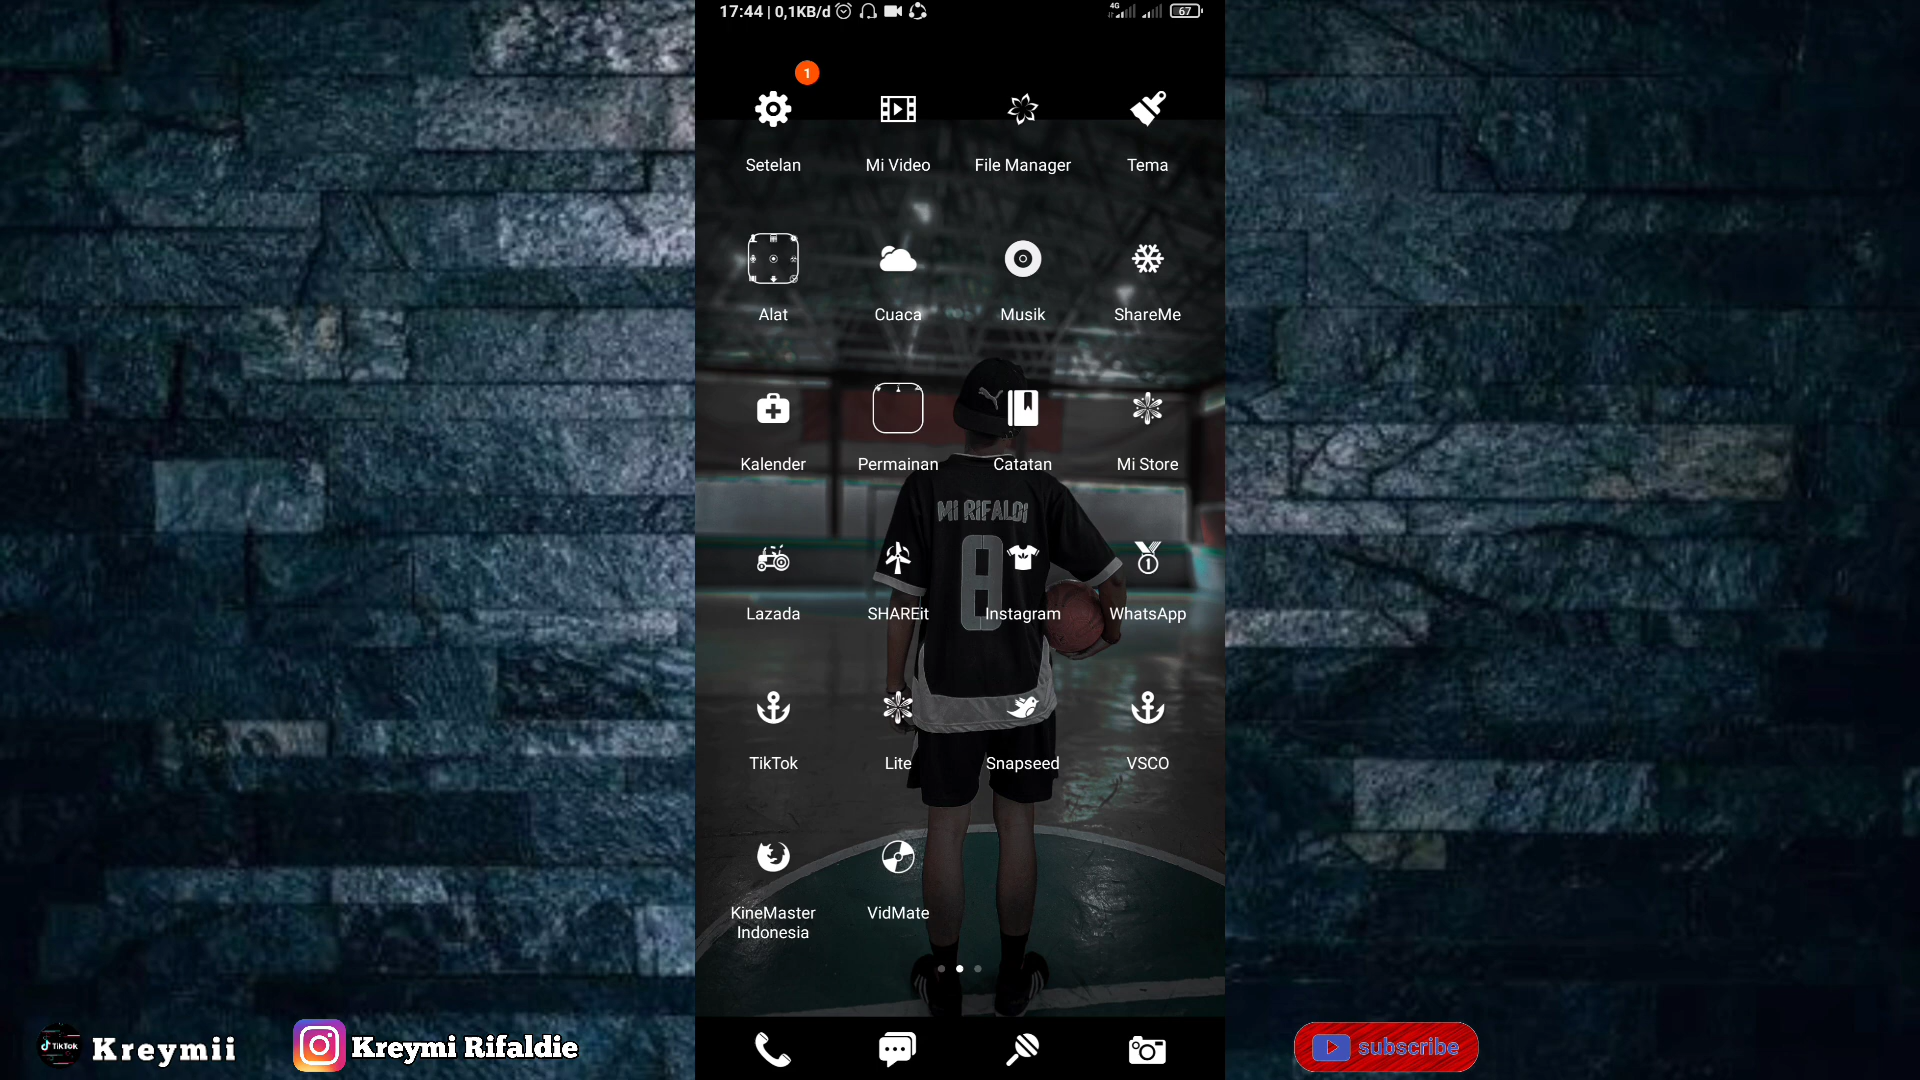 17:44 | 0,1KB/d
4G
67
1
Setelan
Mi Video
File Manager
Tema
Alat
Cuaca
Musik
ShareMe
Kalender
Permainan
Catatan
Mi Store
MI RIFALDI
8
1
Lazada
SHAREit
Instagram
WhatsApp
TikTok
Lite
Snapseed
VSCO
KineMaster
Indonesia
VidMate
TikTok
Kreymii
Kreymi Rifaldie
subscribe